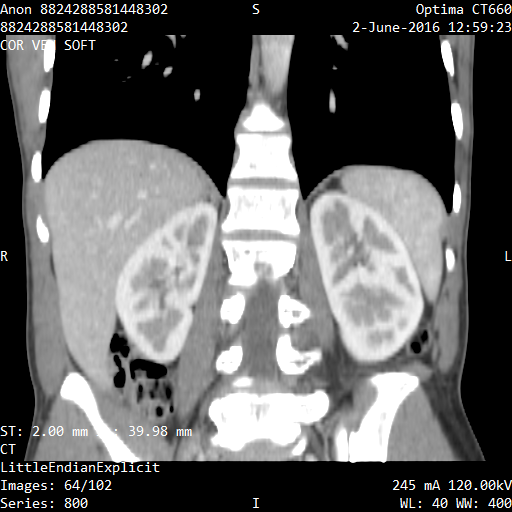 Anon 8824288581448302 S Optima CT660
8824288581448302 2-June-2016 12:59:23
COR VEN SOFT
R L
ST: 2.00 mm : 39.98 mm
CT
LittleEndianExplicit
Images: 64/102 245 mA 120.00kV
Series: 800 I WL: 40 WW: 400